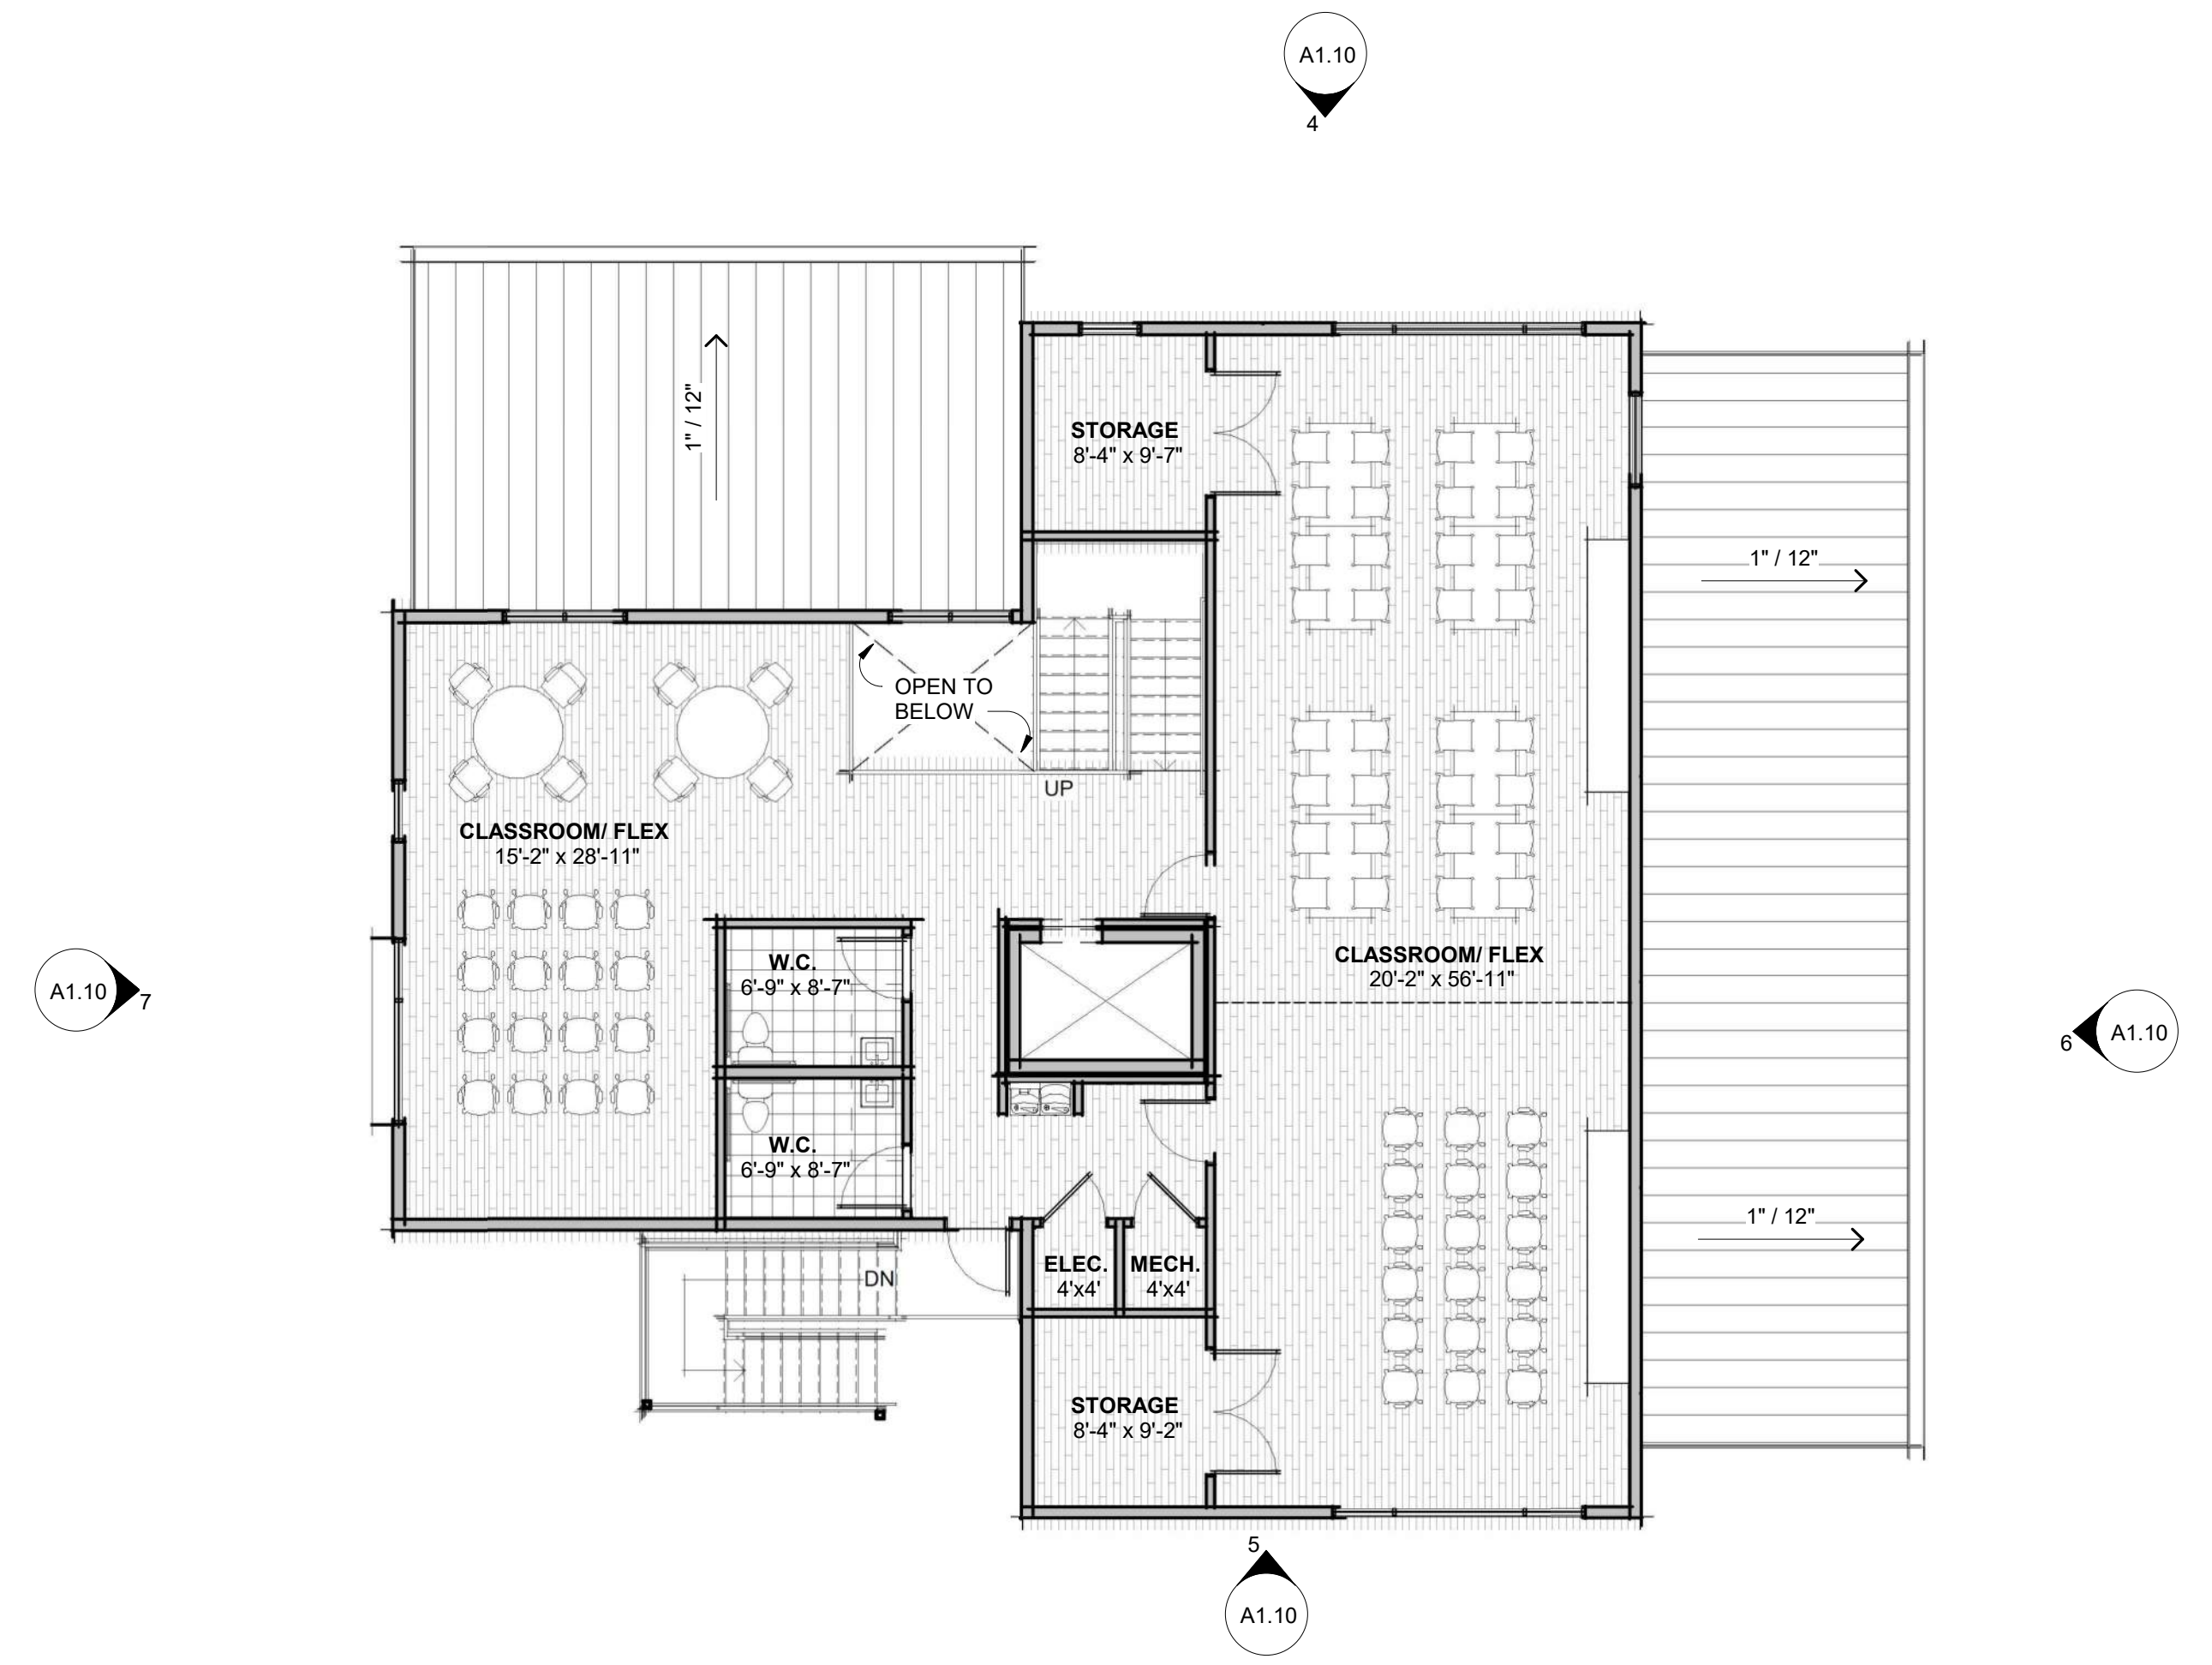 A1.10
4
1" / 12"
STORAGE
8'-4" x 9'-7"
1" / 12"
OPEN TO
BELOW
UP
CLASSROOM/ FLEX
15'-2" x 28'-11"
W.C.
6'-9" x 8'-7"
CLASSROOM/ FLEX
20'-2" x 56'-11"
A1.10
7
6
A1.10
W.C.
6'-9" x 8'-7"
1" / 12"
DN
ELEC.
4'x4'
MECH.
4'x4'
STORAGE
8'-4" x 9'-2"
5
A1.10